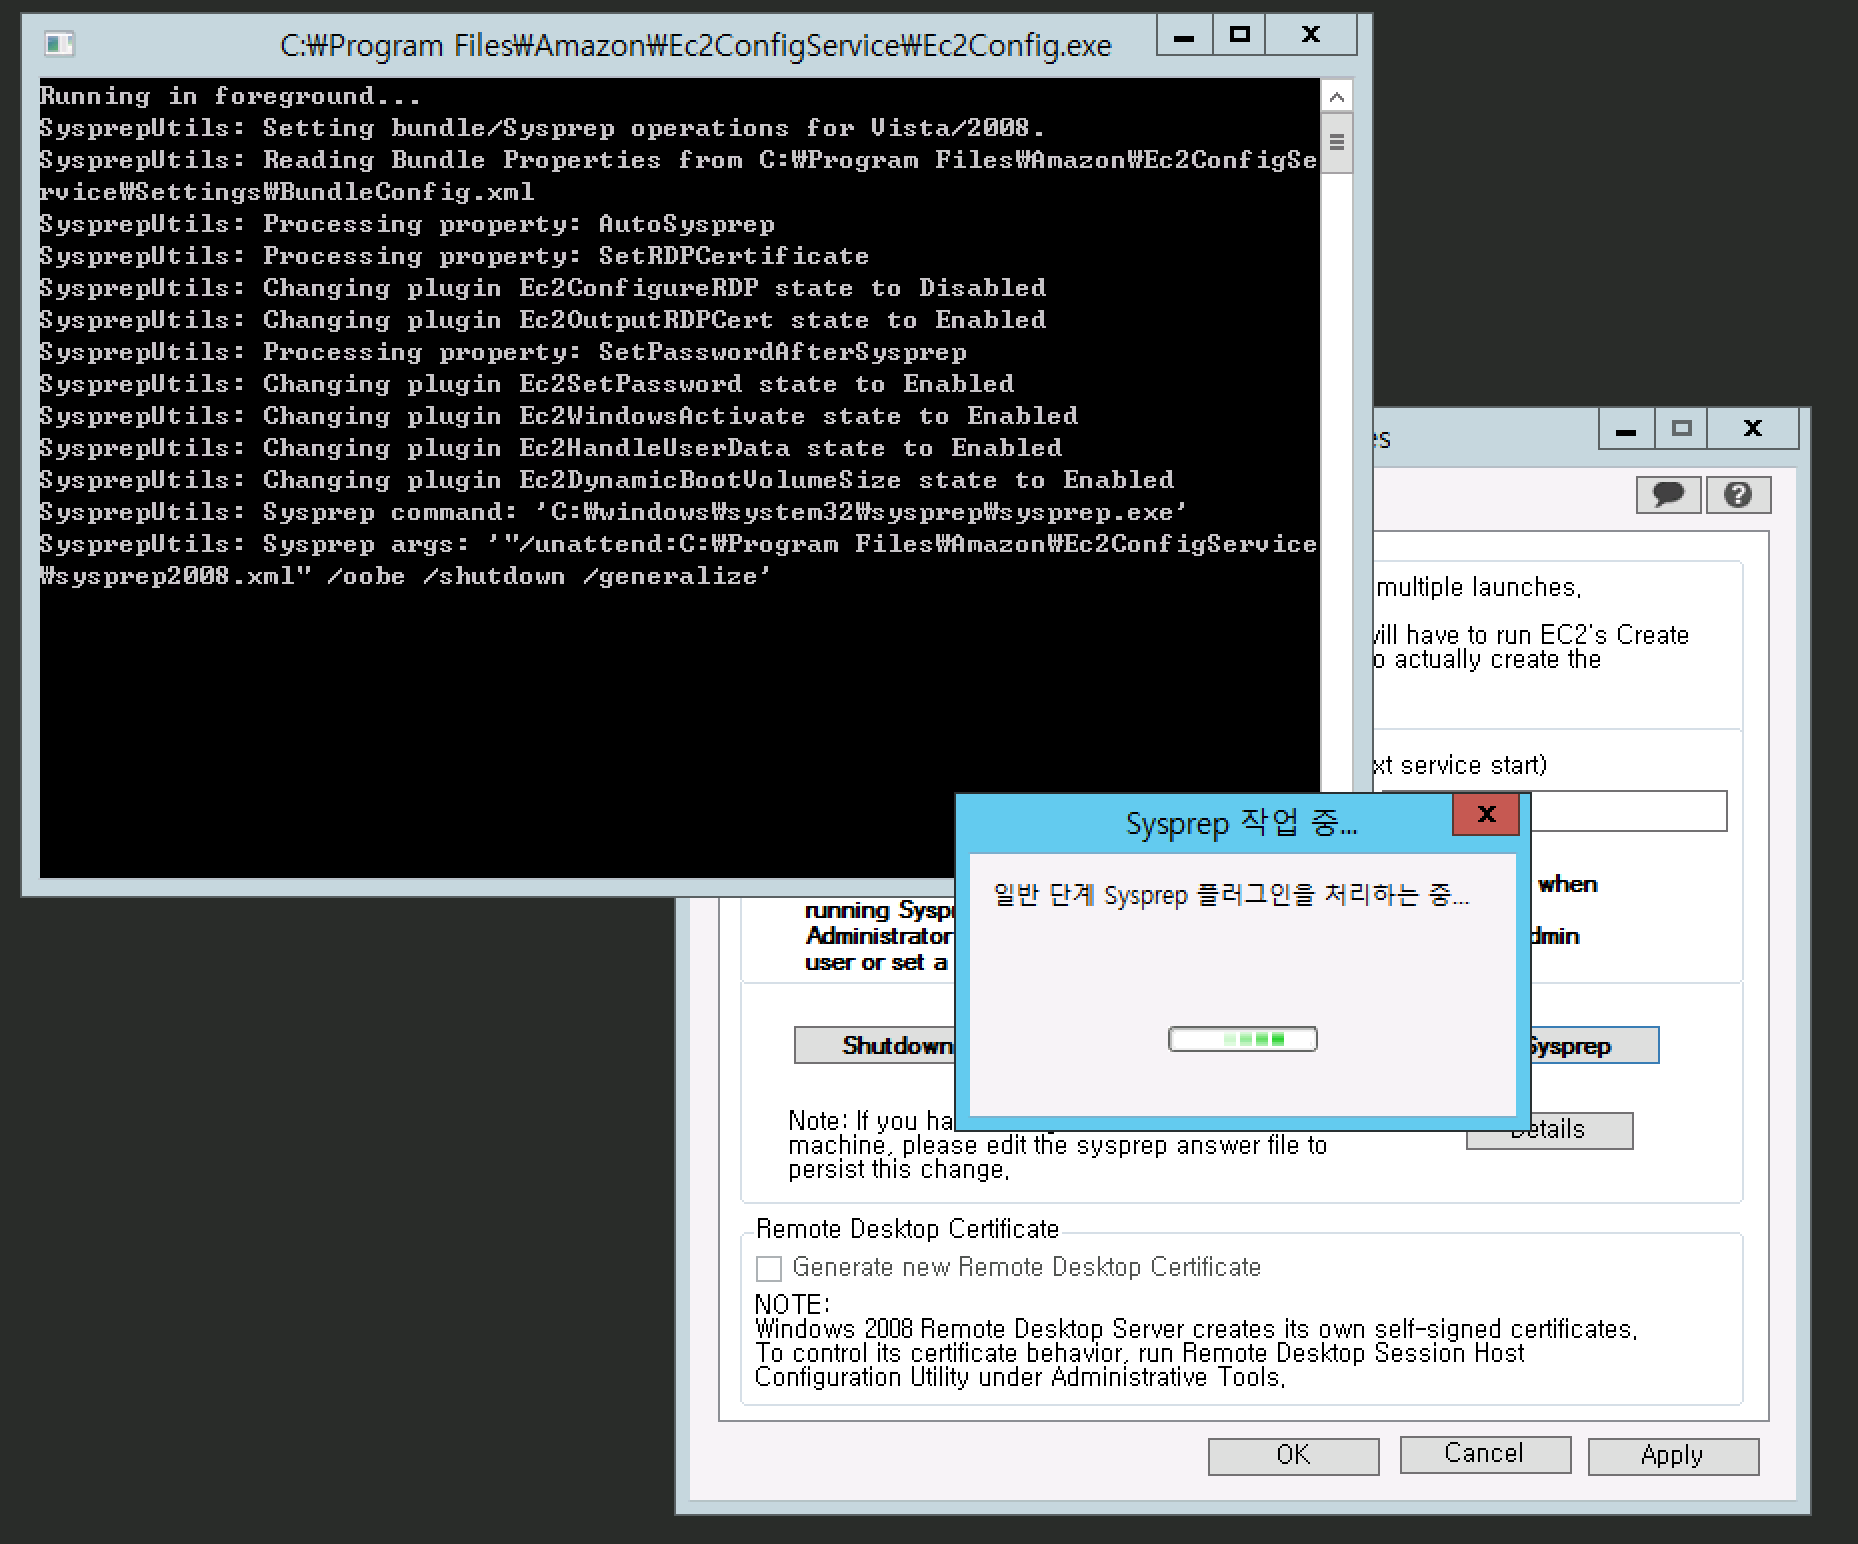 C:₩Program Files₩Amazon₩Ec2ConfigService₩Ec2Config.exe
Running in foreground...
SysprepUtils: Setting bundle/Sysprep operations for Vista/2008.
SysprepUtils: Reading Bundle Properties from C:₩Program Files₩Amazon₩Ec2ConfigSe
rvice₩Settings₩BundleConfig.xml
SysprepUtils: Processing property: AutoSysprep
SysprepUtils: Processing property: SetRDPCertificate
SysprepUtils: Changing plugin Ec2ConfigureRDP state to Disabled
SysprepUtils: Changing plugin Ec2OutputRDPCert state to Enabled
SysprepUtils: Processing property: SetPasswordAfterSysprep
SysprepUtils: Changing plugin Ec2SetPassword state to Enabled
SysprepUtils: Changing plugin Ec2WindowsActivate state to Enabled
SysprepUtils: Changing plugin Ec2HandleUserData state to Enabled
SysprepUtils: Changing plugin Ec2DynamicBootVolumeSize state to Enabled
SysprepUtils: Sysprep command: 'C:₩windows₩system32₩sysprep₩sysprep.exe'
SysprepUtils: Sysprep args: '"/unattend:C:₩Program Files₩Amazon₩Ec2ConfigService
₩sysprep2008.xml" /oobe /shutdown /generalize'
es
multiple launches.
will have to run EC2's Create
o actually create the
xt service start)
Sysprep 작업 중...
일반 단계 Sysprep 플러그인을 처리하는 중...
when
running Sysp
Administrator
dmin
user or set a
Shutdown
Sysprep
Note: If you ha
machine, please edit the sysprep answer file to
persist this change.
Details
Remote Desktop Certificate
Generate new Remote Desktop Certificate
NOTE:
Windows 2008 Remote Desktop Server creates its own self-signed certificates.
To control its certificate behavior, run Remote Desktop Session Host
Configuration Utility under Administrative Tools.
OK
Cancel
Apply